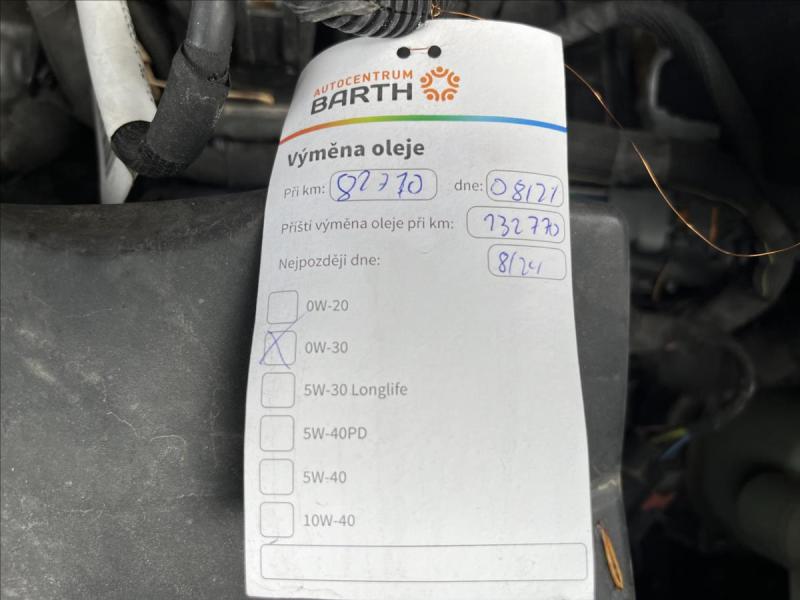 AUTOCENTRUM
BARTH
Výměna oleje
Při km: 82770 dne: 08/21
Příští výměna oleje při km: 132770
Nejpozději dne: 8/24
0W-20
0W-30
5W-30 Longlife
5W-40PD
5W-40
10W-40